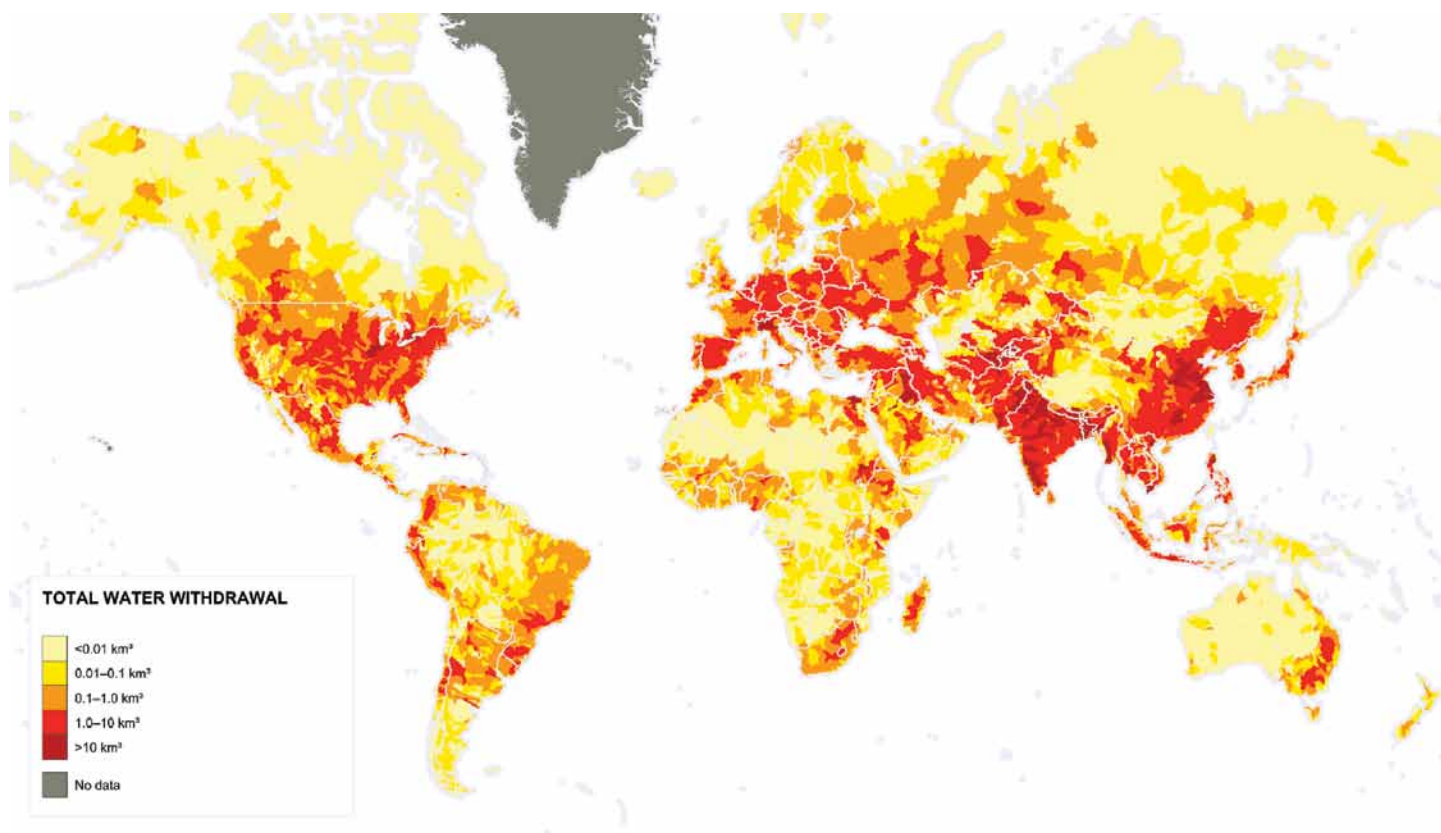 TOTAL WATER WITHDRAWAL
<0.01 km³
0.01–0.1 km³
0.1–1.0 km³
1.0–10 km³
>10 km³
No data